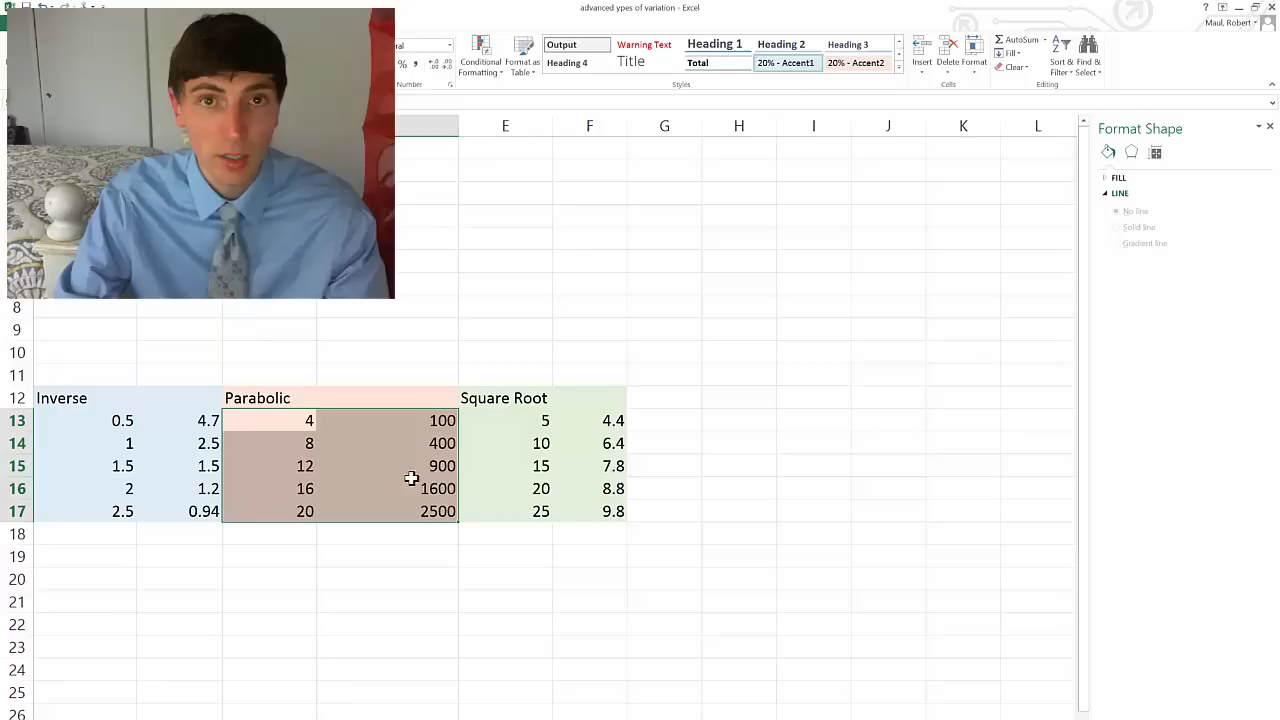 advanced types of variation - Excel
Maul, Robert
Conditional Formatting
Format as Table
Output
Warning Text
Heading 1
Heading 2
Heading 3
Heading 4
Title
Total
20% - Accent1
20% - Accent2
Insert
Delete
Format
AutoSum
Fill
Clear
Sort & Filter
Find & Select
Number
Styles
Cells
Editing
E F G H I J K L
Format Shape
FILL
LINE
No line
Solid line
Gradient line
8
9
10
11
12 Inverse Parabolic Square Root
13 0.5 4.7 4 100 5 4.4
14 1 2.5 8 400 10 6.4
15 1.5 1.5 12 900 15 7.8
16 2 1.2 16 1600 20 8.8
17 2.5 0.94 20 2500 25 9.8
18
19
20
21
22
23
24
25
26